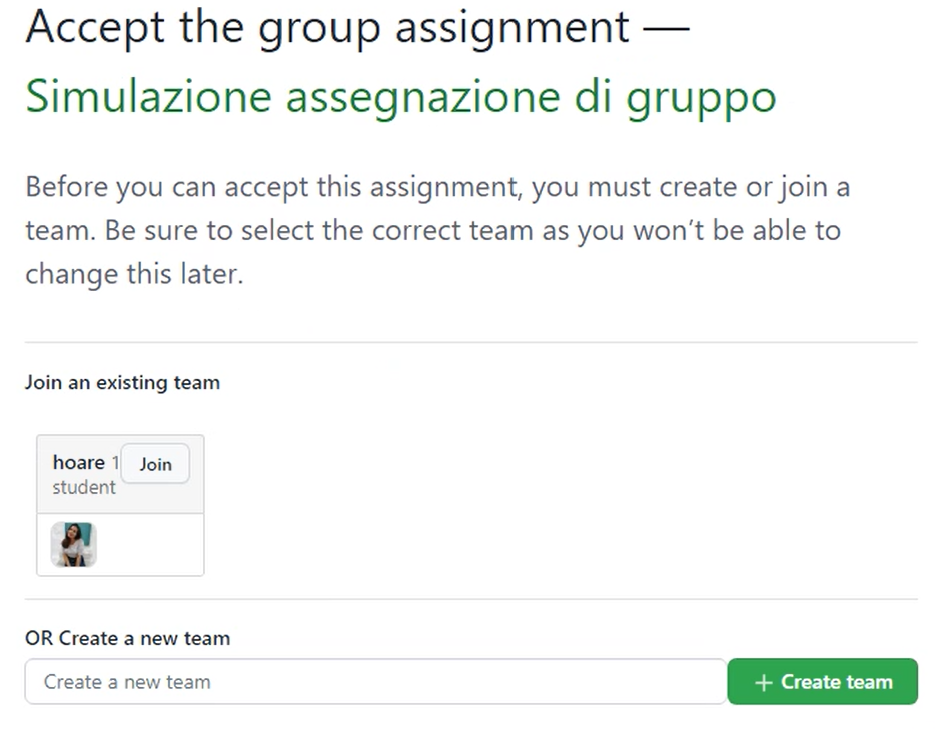 Accept the group assignment —
Simulazione assegnazione di gruppo
Before you can accept this assignment, you must create or join a
team. Be sure to select the correct team as you won’t be able to
change this later.
Join an existing team
hoare 1 Join
student
OR Create a new team
Create a new team + Create team